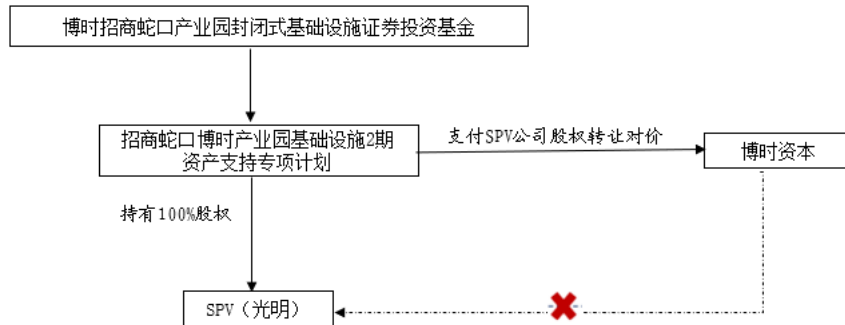 博时招商蛇口产业园封闭式基础设施证券投资基金
招商蛇口博时产业园基础设施2期
资产支持专项计划
支付SPV公司股权转让对价
博时资本
持有100%股权
SPV（光明）